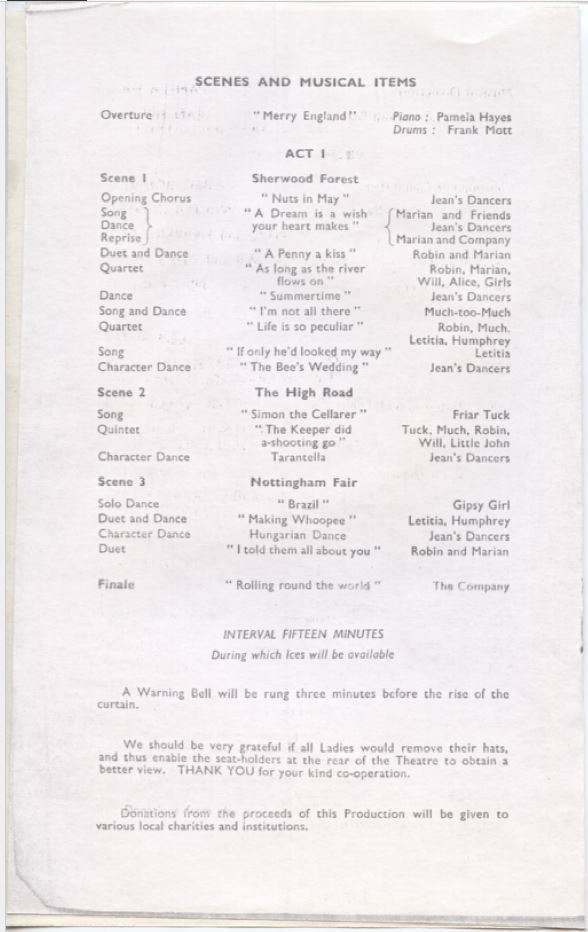 SCENES AND MUSICAL ITEMS
Overture " Merry England " Piano : Pamela Hayes
Drums : Frank Mott
ACT I
Scene 1 Sherwood Forest
Opening Chorus " Nuts in May " Jean's Dancers
Song " A Dream is a wish Marian and Friends
Dance your heart makes " Jean's Dancers
Reprise Marian and Company
Duet and Dance " A Penny a kiss " Robin and Marian
Quartet " As long as the river Robin, Marian,
flows on " Will, Alice, Girls
Dance " Summertime " Jean's Dancers
Song and Dance " I'm not all there " Much-too-Much
Quartet " Life is so peculiar " Robin, Much,
Letitia, Humphrey
Song " If only he'd looked my way " Letitia
Character Dance " The Bee's Wedding " Jean's Dancers
Scene 2 The High Road
Song " Simon the Cellarer " Friar Tuck
Quintet " The Keeper did Tuck, Much, Robin,
a-shooting go " Will, Little John
Character Dance Tarantella Jean's Dancers
Scene 3 Nottingham Fair
Solo Dance " Brazil " Gipsy Girl
Duet and Dance " Making Whoopee " Letitia, Humphrey
Character Dance Hungarian Dance Jean's Dancers
Duet " I told them all about you " Robin and Marian
Finale " Rolling round the world " The Company
INTERVAL FIFTEEN MINUTES
During which Ices will be available
A Warning Bell will be rung three minutes before the rise of the
curtain.
We should be very grateful if all Ladies would remove their hats,
and thus enable the seat-holders at the rear of the Theatre to obtain a
better view. THANK YOU for your kind co-operation.
Donations from the proceeds of this Production will be given to
various local charities and institutions.